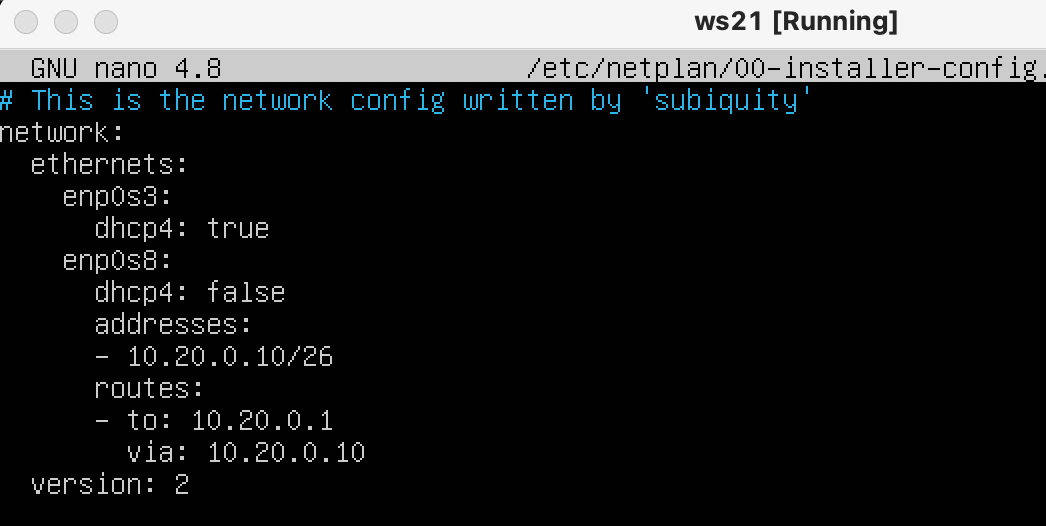 ws21 [Running]
GNU nano 4.8 /etc/netplan/00-installer-config.
# This is the network config written by 'subiquity'
network:
  ethernets:
    enp0s3:
      dhcp4: true
    enp0s8:
      dhcp4: false
      addresses:
      - 10.20.0.10/26
      routes:
      - to: 10.20.0.1
        via: 10.20.0.10
  version: 2